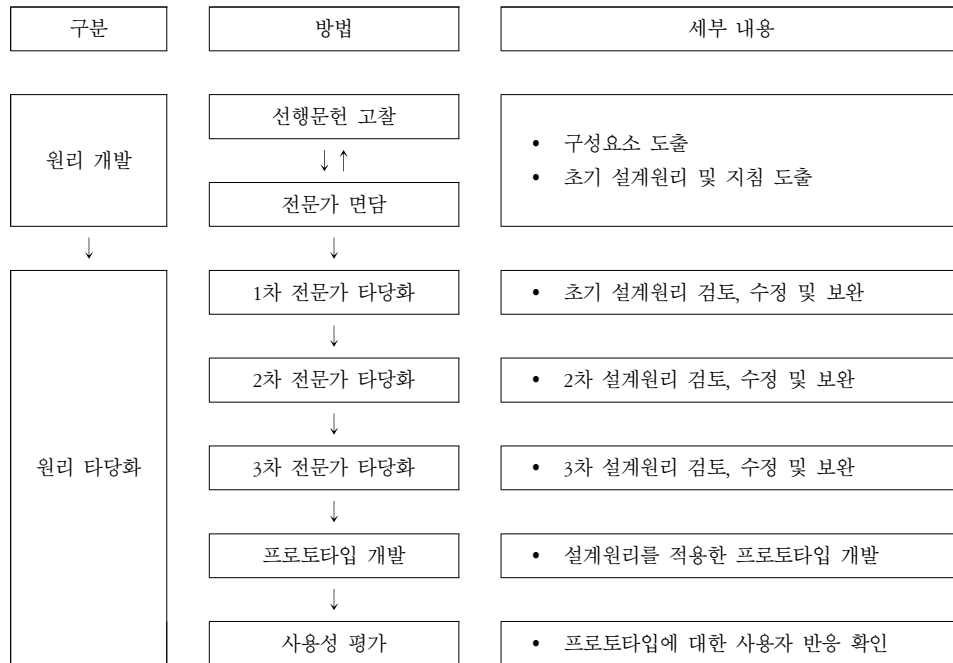 구분
방법
세부 내용
원리 개발
선행문헌 고찰
↓↑
전문가 면담
• 구성요소 도출
• 초기 설계원리 및 지침 도출
↓
↓
원리 타당화
1차 전문가 타당화
• 초기 설계원리 검토, 수정 및 보완
↓
2차 전문가 타당화
• 2차 설계원리 검토, 수정 및 보완
↓
3차 전문가 타당화
• 3차 설계원리 검토, 수정 및 보완
↓
프로토타입 개발
• 설계원리를 적용한 프로토타입 개발
↓
사용성 평가
• 프로토타입에 대한 사용자 반응 확인